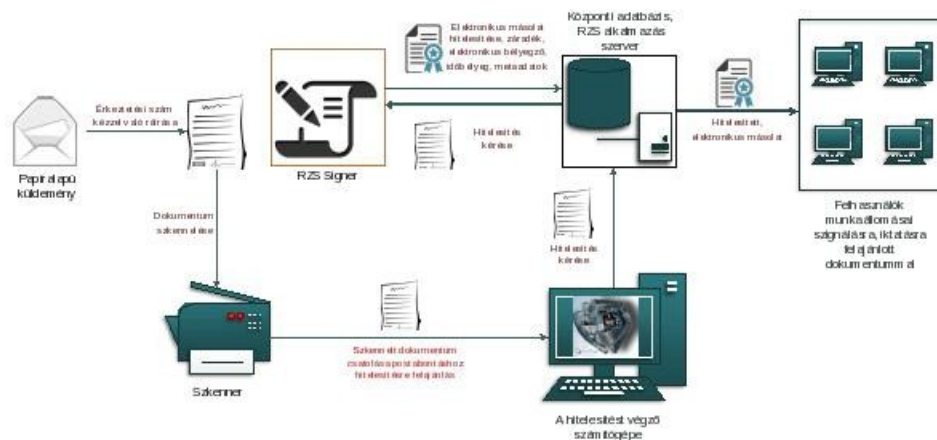 Elektronikus másolat
hitelesítése, záradék,
elektronikus bélyegző,
időbélyeg, metaadatok
Központi adatbázis,
RZS alkalmazás
szerver
Érkeztetési szám
kézzel való ráírása
Hitelesítés
kérése
Hitelesített,
elektronikus másolat
Papíralapú
küldemény
RZS Signer
Dokumentum
szkennelése
Hitelesítés
kérése
Felhasználók
munkaállomásai
szignálásra, iktatásra
felajánlott
dokumentummal
Szkennelt dokumentum
csatolása postabontáshoz
hitelesítésre felajánlás
Szkenner
A hitelesítést végző
számítógépe